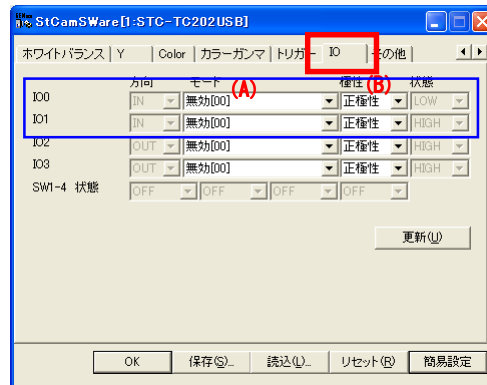 StCamSWare[1:STC-TC202USB]
ホワイトバランス Y Color カラーガンマ トリガー IO その他
方向 モード (A) 極性 (B) 状態
IO0 IN 無効[00] 正極性 LOW
IO1 IN 無効[00] 正極性 HIGH
IO2 OUT 無効[00] 正極性 HIGH
IO3 OUT 無効[00] 正極性 HIGH
SW1-4 状態 OFF OFF OFF OFF
更新(U)
OK 保存(S)... 読込(L)... リセット(R) 簡易設定